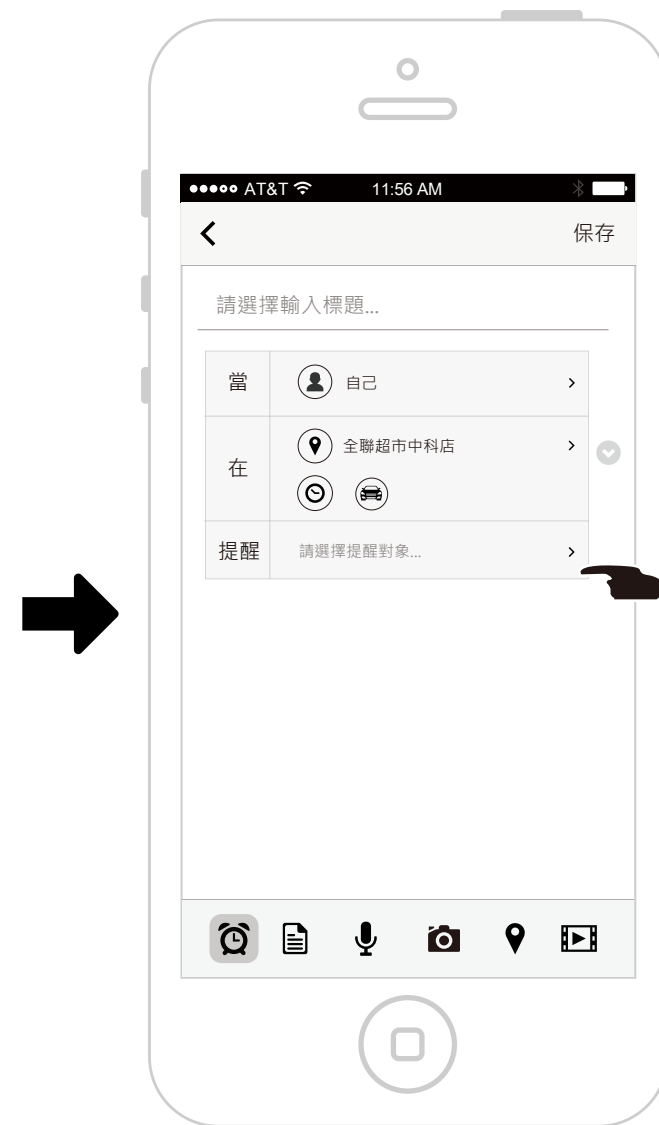 AT&T 11:56 AM
保存
請選擇輸入標題...
當 自己
在 全聯超市中科店
提醒 請選擇提醒對象...